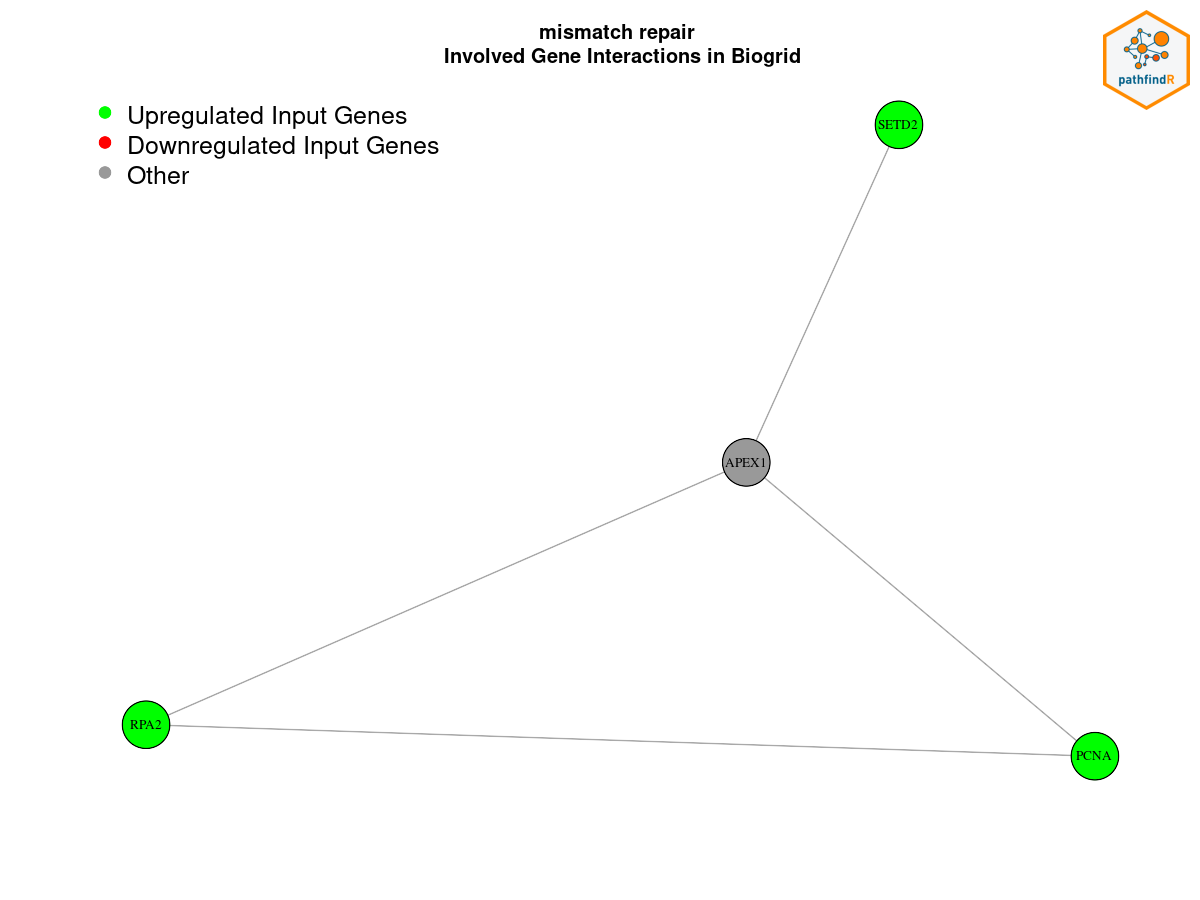 mismatch repair
Involved Gene Interactions in Biogrid
pathfindR
Upregulated Input Genes
Downregulated Input Genes
Other
SETD2
APEX1
RPA2
PCNA